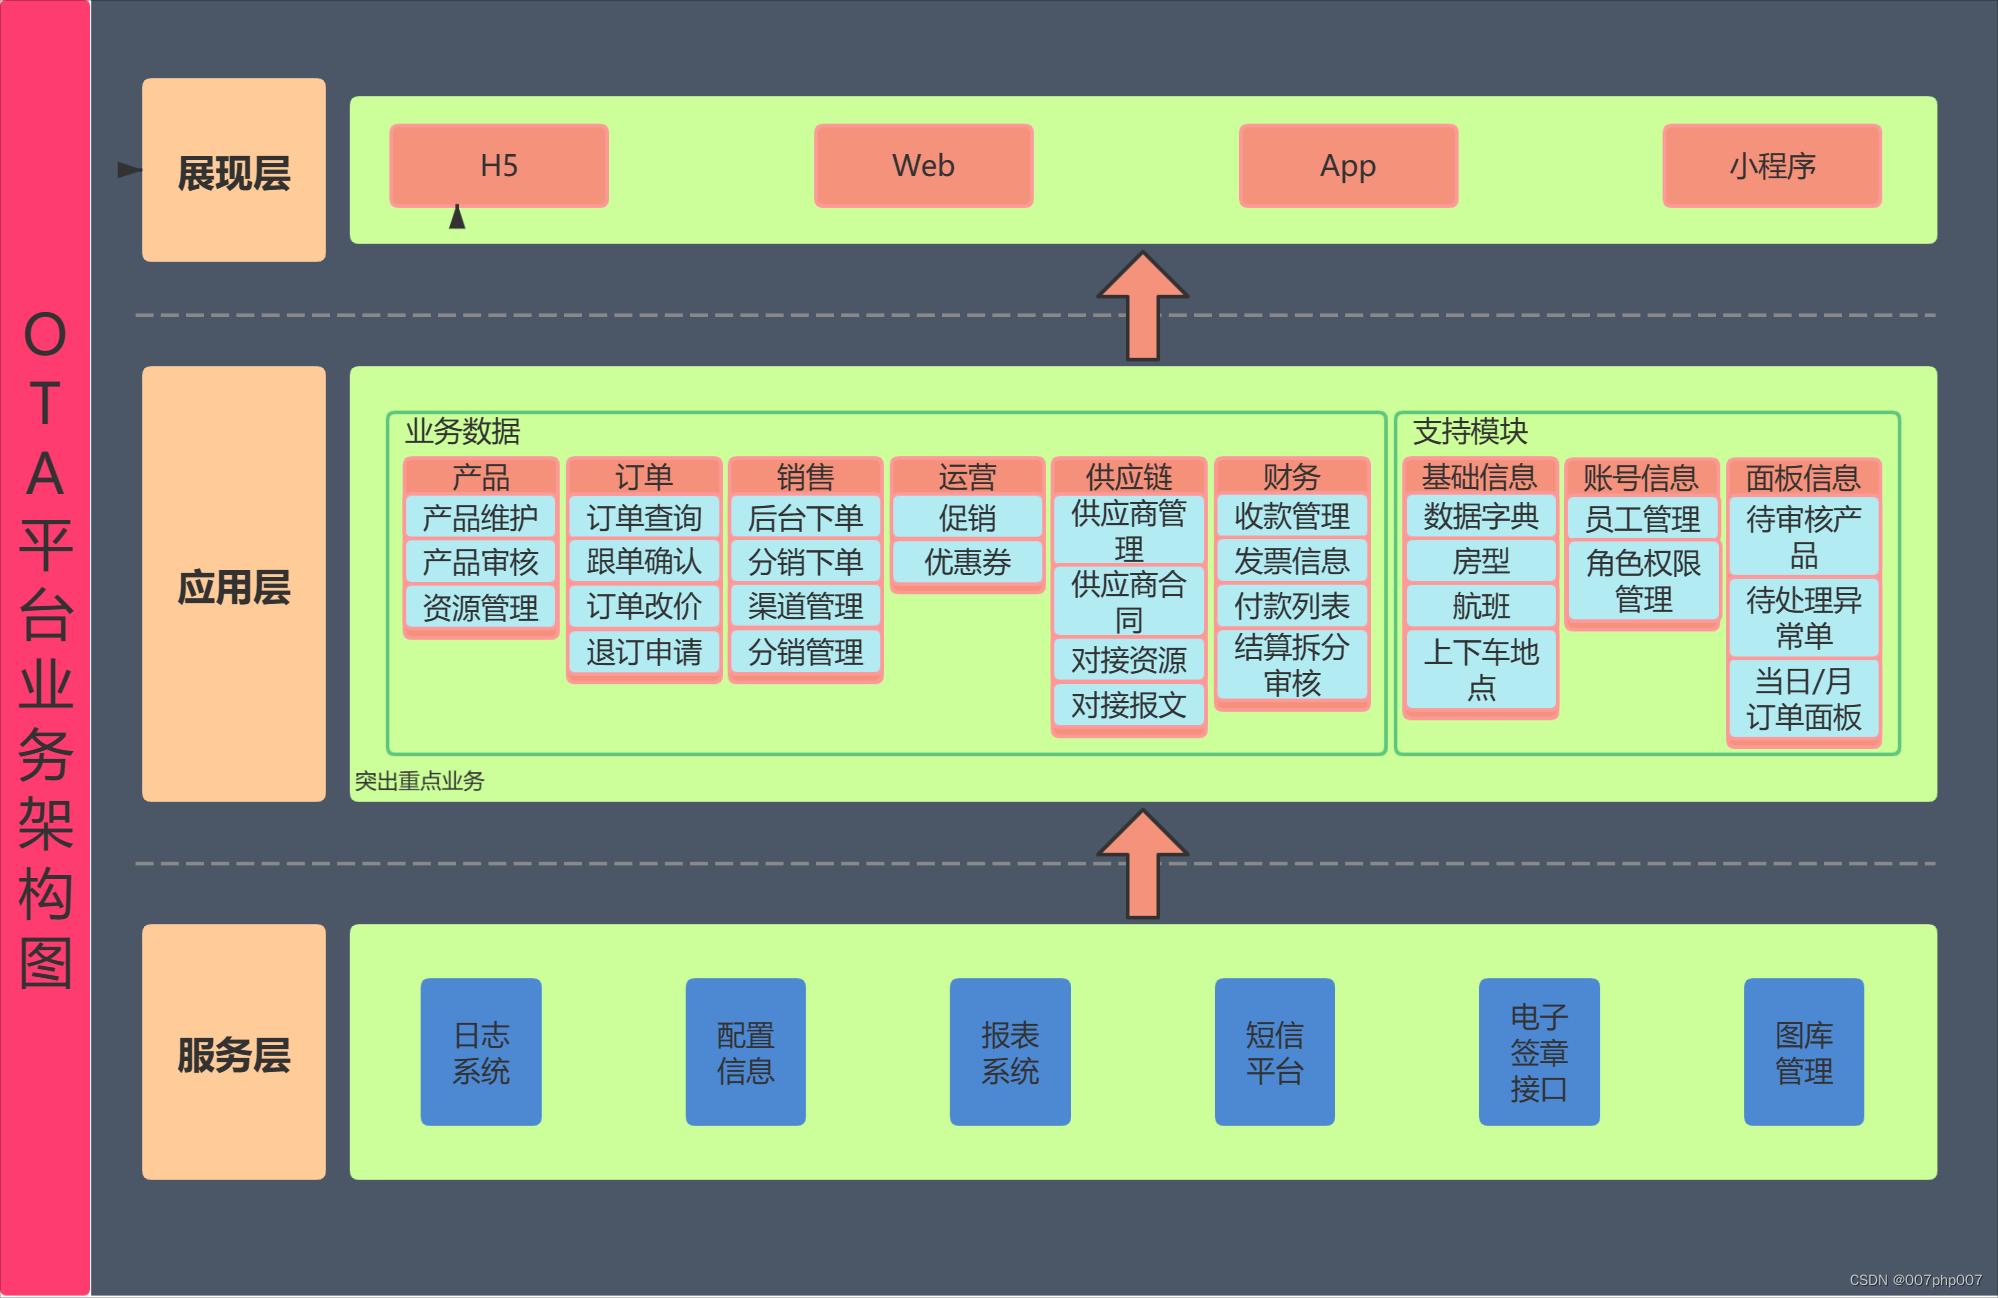 OTA平台业务架构图
展现层
H5
Web
App
小程序
应用层
业务数据
产品
产品维护
产品审核
资源管理
订单
订单查询
跟单确认
订单改价
退订申请
销售
后台下单
分销下单
渠道管理
分销管理
运营
促销
优惠券
供应链
供应商管
理
供应商合
同
对接资源
对接报文
财务
收款管理
发票信息
付款列表
结算拆分
审核
支持模块
基础信息
数据字典
房型
航班
上下车地
点
账号信息
员工管理
角色权限
管理
面板信息
待审核产
品
待处理异
常单
当日/月
订单面板
突出重点业务
服务层
日志
系统
配置
信息
报表
系统
短信
平台
电子
签章
接口
图库
管理
CSDN @007php007